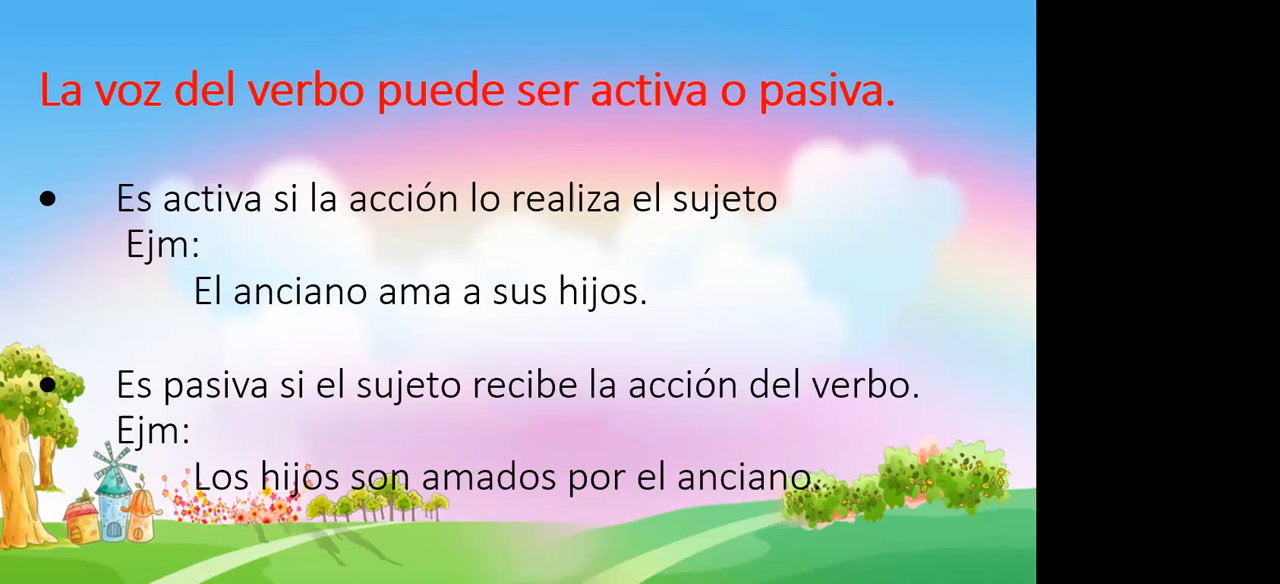 La voz del verbo puede ser activa o pasiva.
• Es activa si la acción lo realiza el sujeto
Ejm:
El anciano ama a sus hijos.
• Es pasiva si el sujeto recibe la acción del verbo.
Ejm:
Los hijos son amados por el anciano.